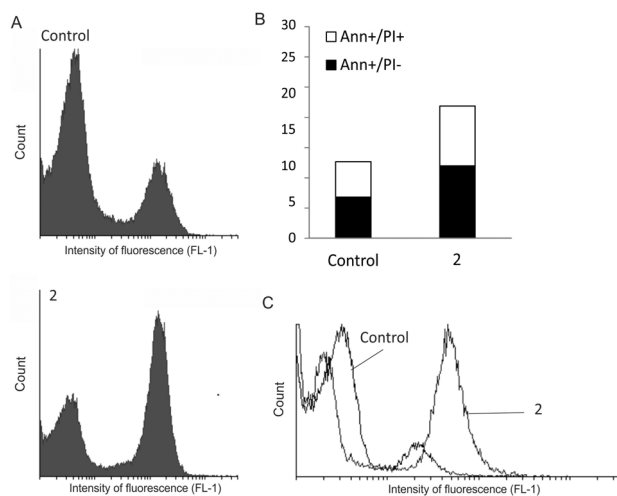 A
Control
Count
Intensity of fluorescence (FL-1)
B
30
25
20
15
10
5
0
Ann+/PI+
Ann+/PI-
Control
2
2
Count
Intensity of fluorescence (FL-1)
C
Control
2
Count
Intensity of fluorescence (FL-1)